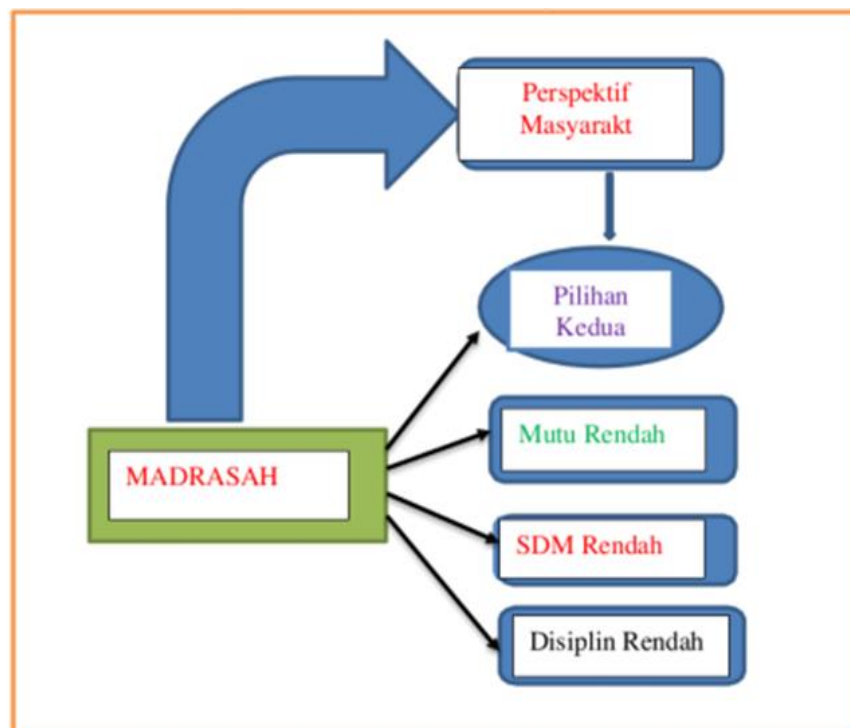 Perspektif
Masyarakt
Pilihan
Kedua
Mutu Rendah
MADRASAH
SDM Rendah
Disiplin Rendah